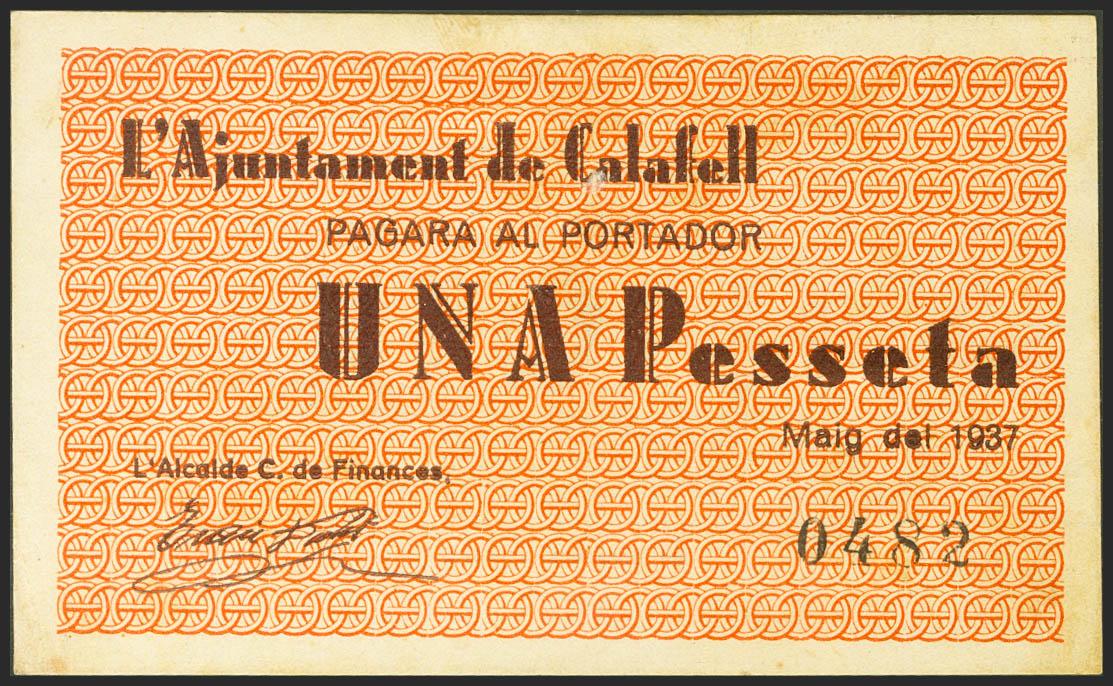 L'Ajuntament de Calafell
PAGARA AL PORTADOR
UNA Pesseta
Maig del 1937
L'Alcalde C. de Finances,
0482